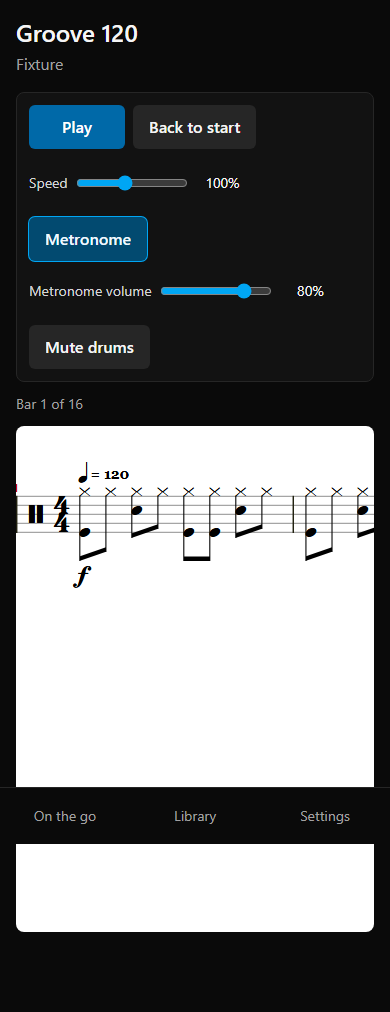 Groove 120
Fixture
Play
Back to start
Speed
100%
Metronome
Metronome volume
80%
Mute drums
Bar 1 of 16
= 120
4
4
f
On the go
Library
Settings